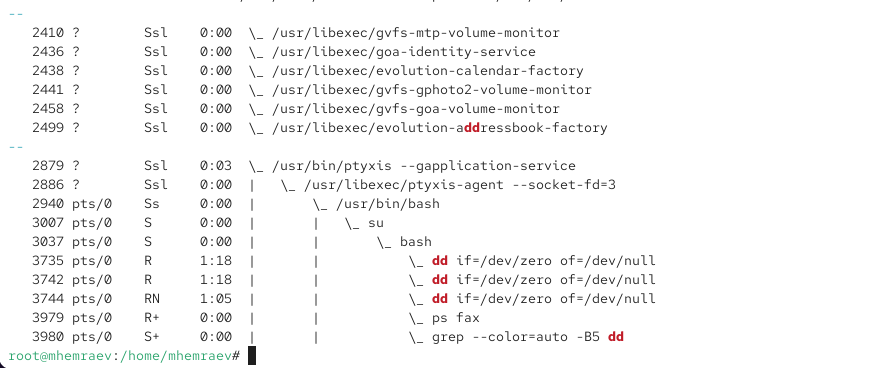 --
   2410 ?        Ssl    0:00  \_ /usr/libexec/gvfs-mtp-volume-monitor
   2436 ?        Ssl    0:00  \_ /usr/libexec/goa-identity-service
   2438 ?        Ssl    0:00  \_ /usr/libexec/evolution-calendar-factory
   2441 ?        Ssl    0:00  \_ /usr/libexec/gvfs-gphoto2-volume-monitor
   2458 ?        Ssl    0:00  \_ /usr/libexec/gvfs-goa-volume-monitor
   2499 ?        Ssl    0:00  \_ /usr/libexec/evolution-addressbook-factory
--
   2879 ?        Ssl    0:03  \_ /usr/bin/ptyxis --gapplication-service
   2886 ?        Ssl    0:00  |   \_ /usr/libexec/ptyxis-agent --socket-fd=3
   2940 pts/0    Ss     0:00  |       \_ /usr/bin/bash
   3007 pts/0    S      0:00  |       |   \_ su
   3037 pts/0    S      0:00  |       |       \_ bash
   3735 pts/0    R      1:18  |       |           \_ dd if=/dev/zero of=/dev/null
   3742 pts/0    R      1:18  |       |           \_ dd if=/dev/zero of=/dev/null
   3744 pts/0    RN     1:05  |       |           \_ dd if=/dev/zero of=/dev/null
   3979 pts/0    R+     0:00  |       |           \_ ps fax
   3980 pts/0    S+     0:00  |       |           \_ grep --color=auto -B5 dd
root@mhemraev:/home/mhemraev#